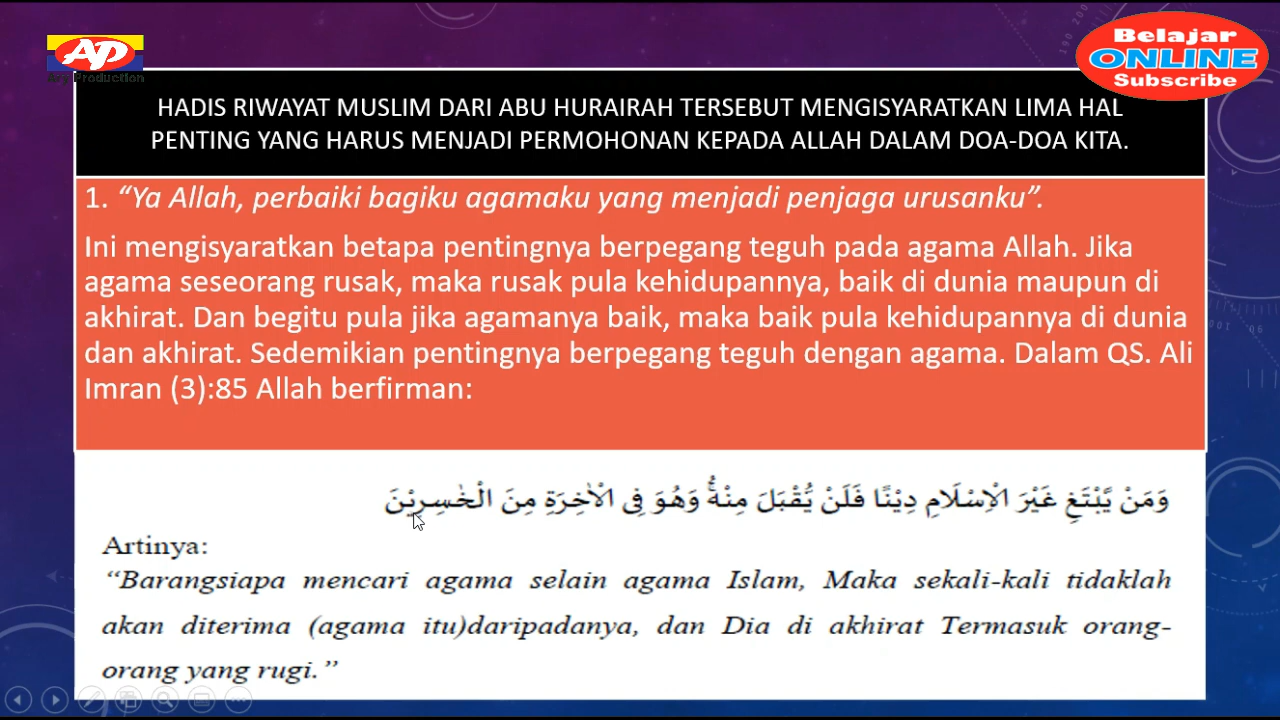 AP
Ary Production
Belajar
ONLINE
Subscribe
HADIS RIWAYAT MUSLIM DARI ABU HURAIRAH TERSEBUT MENGISYARATKAN LIMA HAL
PENTING YANG HARUS MENJADI PERMOHONAN KEPADA ALLAH DALAM DOA-DOA KITA.
1. “Ya Allah, perbaiki bagiku agamaku yang menjadi penjaga urusanku”.
Ini mengisyaratkan betapa pentingnya berpegang teguh pada agama Allah. Jika
agama seseorang rusak, maka rusak pula kehidupannya, baik di dunia maupun di
akhirat. Dan begitu pula jika agamanya baik, maka baik pula kehidupannya di dunia
dan akhirat. Sedemikian pentingnya berpegang teguh dengan agama. Dalam QS. Ali
Imran (3):85 Allah berfirman:
وَمَنْ يَّبْتَغِ غَيْرَ الْاِسْلَامِ دِيْنًا فَلَنْ يُّقْبَلَ مِنْهُۚ وَهُوَ فِى الْاٰخِرَةِ مِنَ الْخٰسِرِيْنَ
Artinya:
“Barangsiapa mencari agama selain agama Islam, Maka sekali-kali tidaklah
akan diterima (agama itu)daripadanya, dan Dia di akhirat Termasuk orang-
orang yang rugi.”